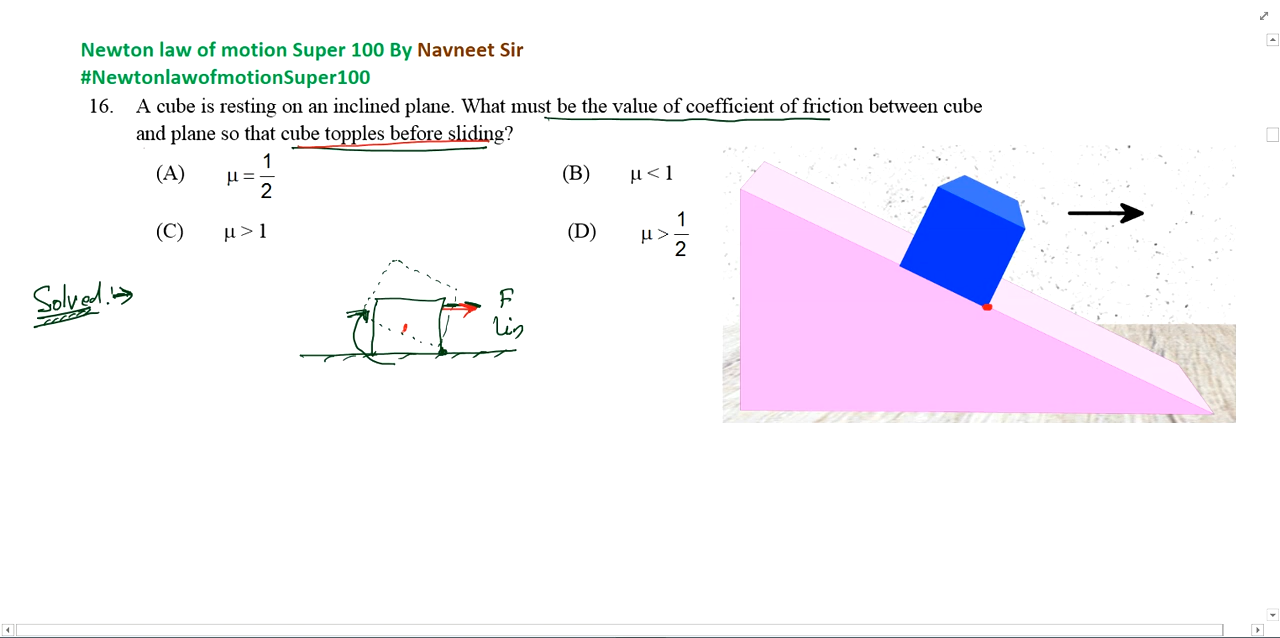 Newton law of motion Super 100 By Navneet Sir
#NewtonlawofmotionSuper100
16. A cube is resting on an inclined plane. What must be the value of coefficient of friction between cube
and plane so that cube topples before sliding?
(A) μ = 1/2 (B) μ < 1
(C) μ > 1 (D) μ > 1/2
Solved:→
F